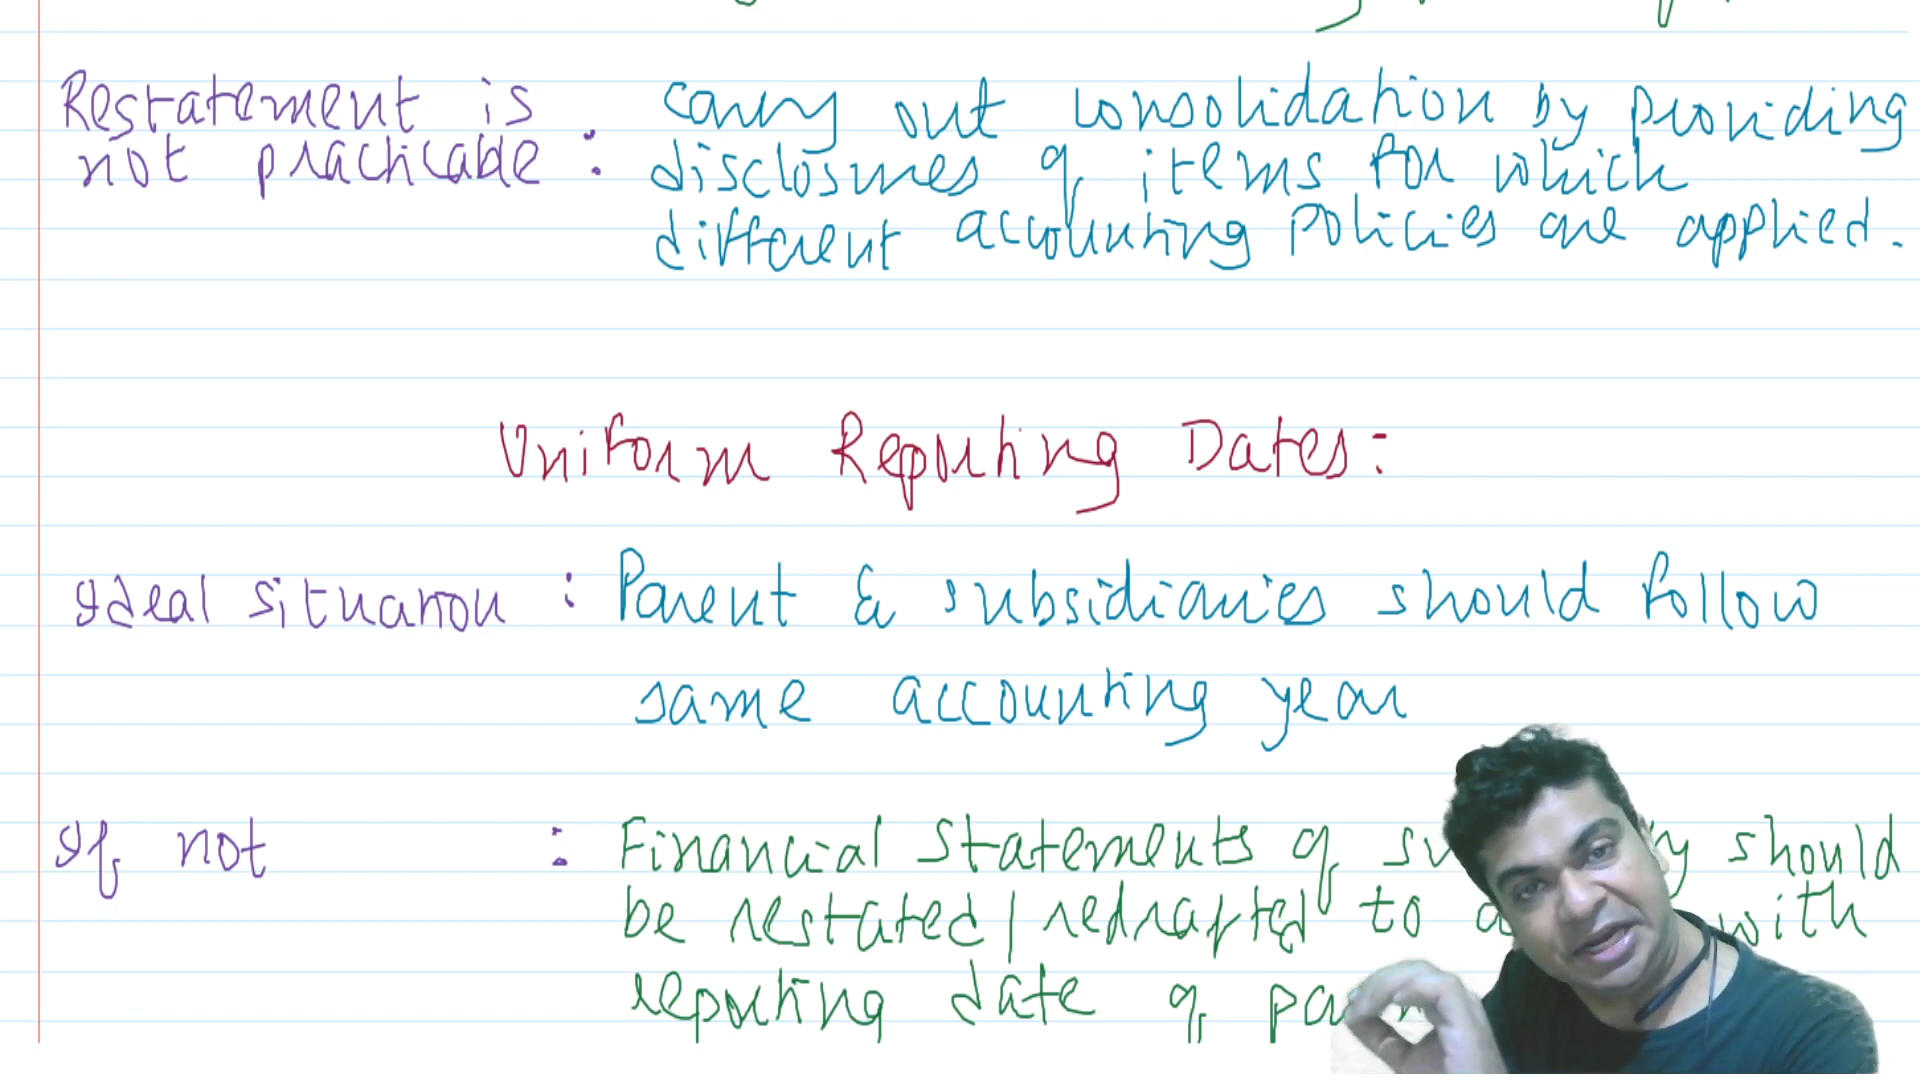 Restatement is
not practicable : carry out consolidation by providing
disclosures of items for which
different accounting policies are applied.
Uniform Reporting Dates:
Ideal situation : Parent & subsidiaries should follow
same accounting year
If not : Financial statements of should
be restated/redrafted to with
reporting date of